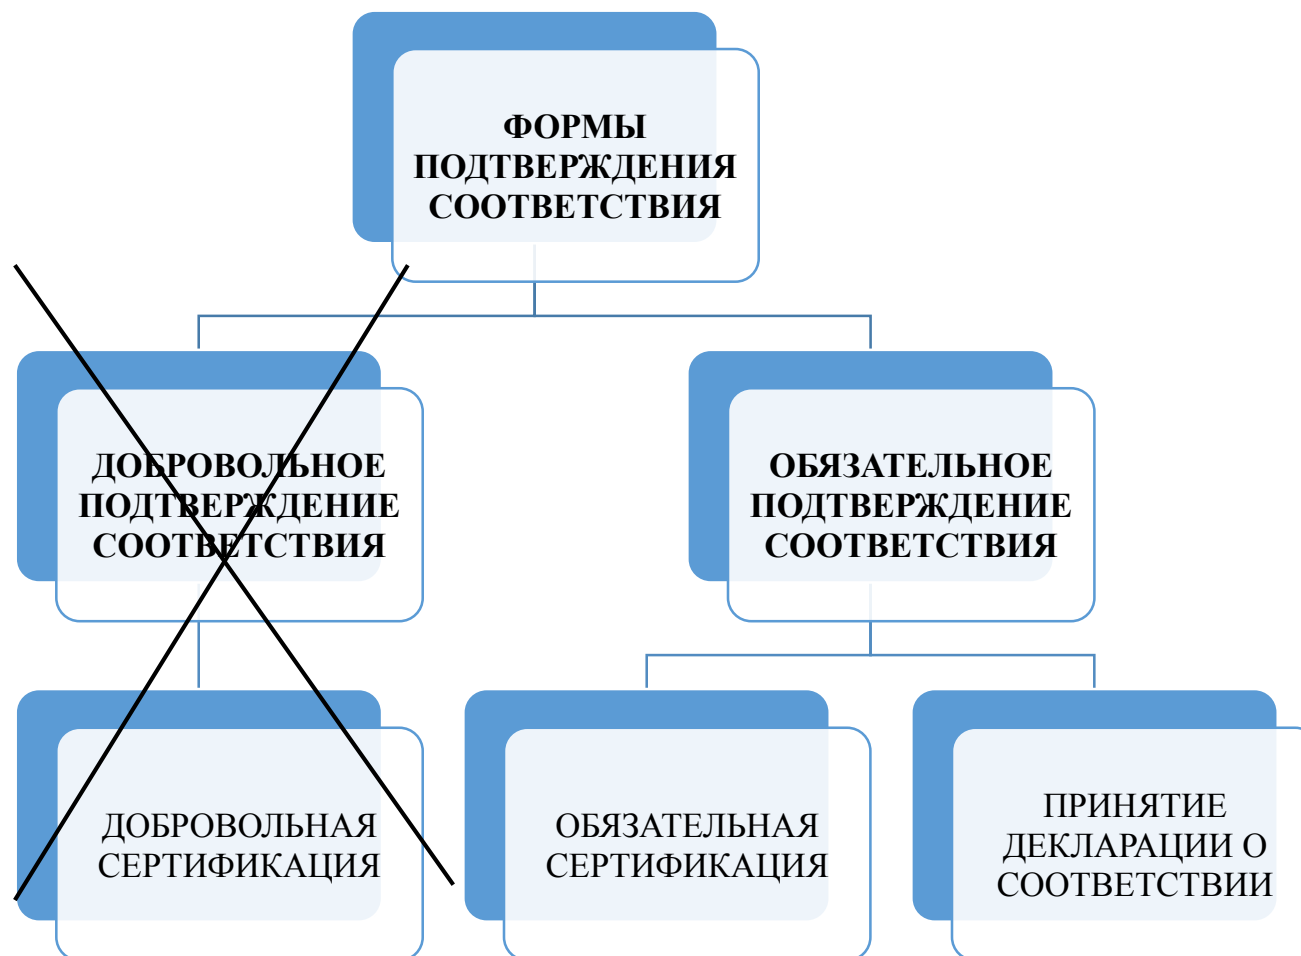 ФОРМЫ
ПОДТВЕРЖДЕНИЯ
СООТВЕТСТВИЯ
ДОБРОВОЛЬНОЕ
ПОДТВЕРЖДЕНИЕ
СООТВЕТСТВИЯ
ОБЯЗАТЕЛЬНОЕ
ПОДТВЕРЖДЕНИЕ
СООТВЕТСТВИЯ
ДОБРОВОЛЬНАЯ
СЕРТИФИКАЦИЯ
ОБЯЗАТЕЛЬНАЯ
СЕРТИФИКАЦИЯ
ПРИНЯТИЕ
ДЕКЛАРАЦИИ О
СООТВЕТСТВИИ